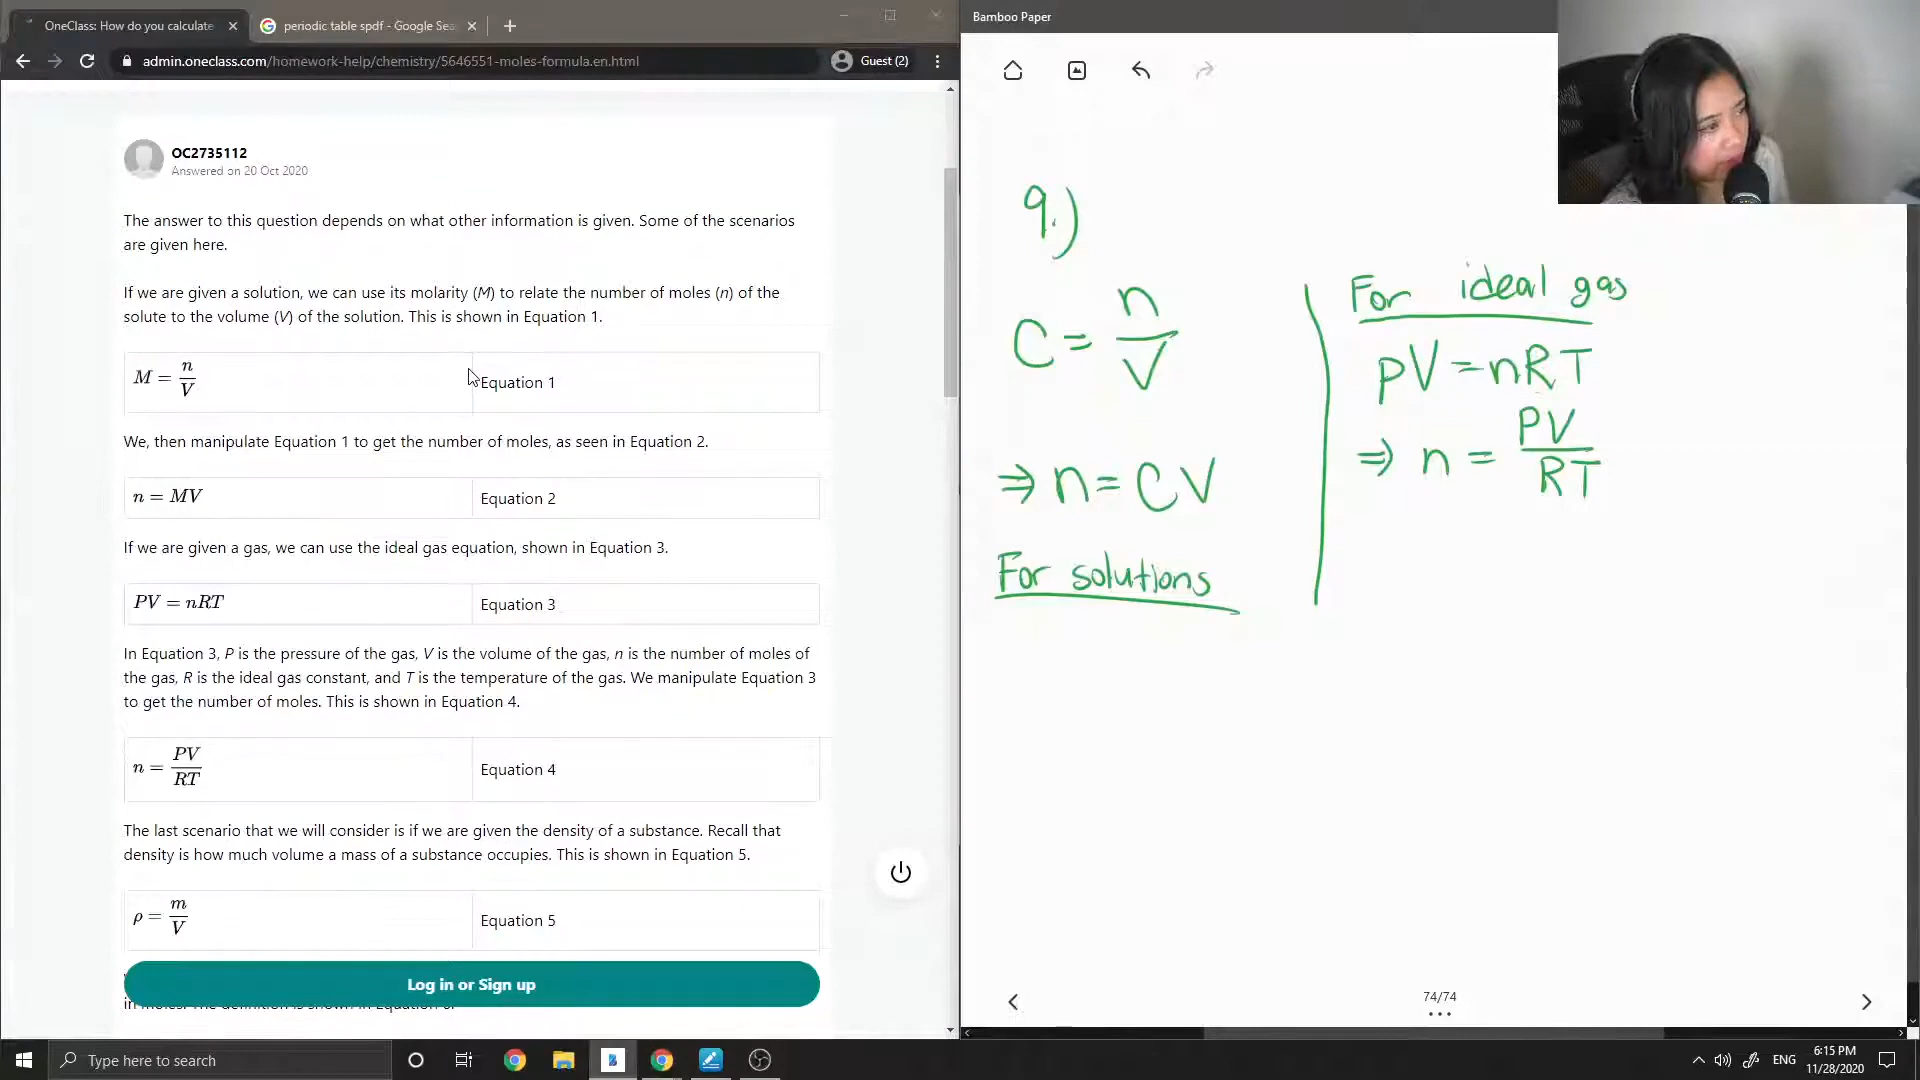 OneClass: How do you calculate
periodic table spdf - Google Sea
Bamboo Paper
admin.oneclass.com/homework-help/chemistry/5646551-moles-formula.en.html
Guest (2)
OC2735112
Answered on 20 Oct 2020
The answer to this question depends on what other information is given. Some of the scenarios
are given here.
If we are given a solution, we can use its molarity (M) to relate the number of moles (n) of the
solute to the volume (V) of the solution. This is shown in Equation 1.
M = n/V Equation 1
We, then manipulate Equation 1 to get the number of moles, as seen in Equation 2.
n = MV Equation 2
If we are given a gas, we can use the ideal gas equation, shown in Equation 3.
PV = nRT Equation 3
In Equation 3, P is the pressure of the gas, V is the volume of the gas, n is the number of moles of
the gas, R is the ideal gas constant, and T is the temperature of the gas. We manipulate Equation 3
to get the number of moles. This is shown in Equation 4.
n = PV/RT Equation 4
The last scenario that we will consider is if we are given the density of a substance. Recall that
density is how much volume a mass of a substance occupies. This is shown in Equation 5.
ρ = m/V Equation 5
Log in or Sign up
9.)
C = n/V
⇒ n = CV
For solutions
For ideal gas
pV = nRT
⇒ n = PV/RT
74/74
Type here to search
ENG
6:15 PM
11/28/2020